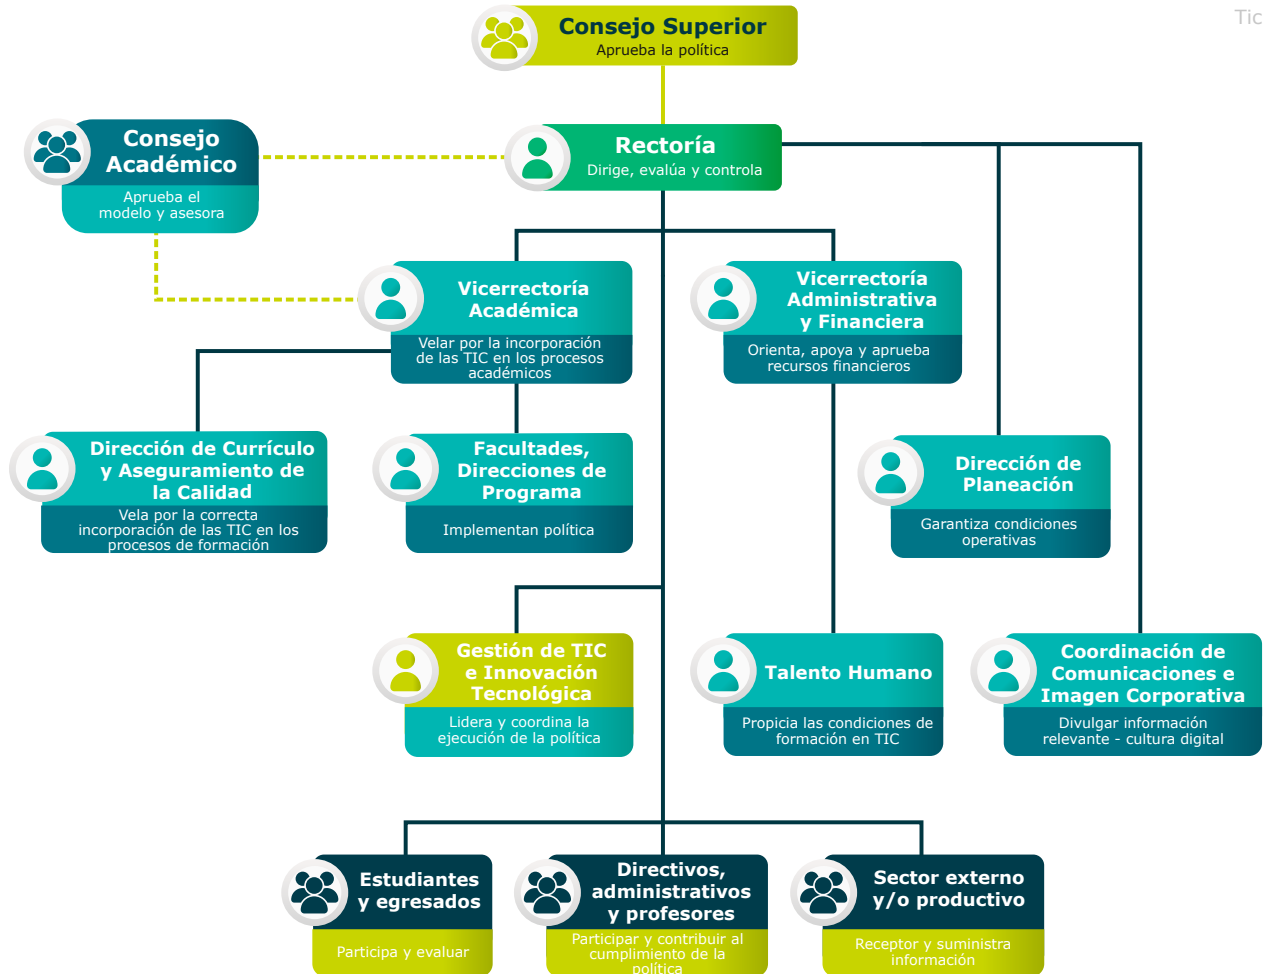 Tic
Consejo Superior
Aprueba la política
Consejo
Académico
Aprueba el
modelo y asesora
Rectoría
Dirige, evalúa y controla
Vicerectoría
Académica
Velar por la incorporación
de las TIC en los procesos
académicos
Vicerrectoría
Administrativa
y Financiera
Orienta, apoya y aprueba
recursos financieros
Dirección de Currículo
y Aseguramiento de
la Calidad
Vela por la correcta
incorporación de las TIC en los
procesos de formación
Facultades,
Direcciones de
Programa
Implementan política
Dirección de
Planeación
Garantiza condiciones
operativas
Gestión de TIC
e Innovación
Tecnológica
Lidera y coordina la
ejecución de la política
Talento Humano
Propicia las condiciones de
formación en TIC
Coordinación de
Comunicaciones e
Imagen Corporativa
Divulgar información
relevante - cultura digital
Estudiantes
y egresados
Participa y evaluar
Directivos,
administrativos
y profesores
Participar y contribuir al
cumplimiento de la
política
Sector externo
y/o productivo
Receptor y suministra
información